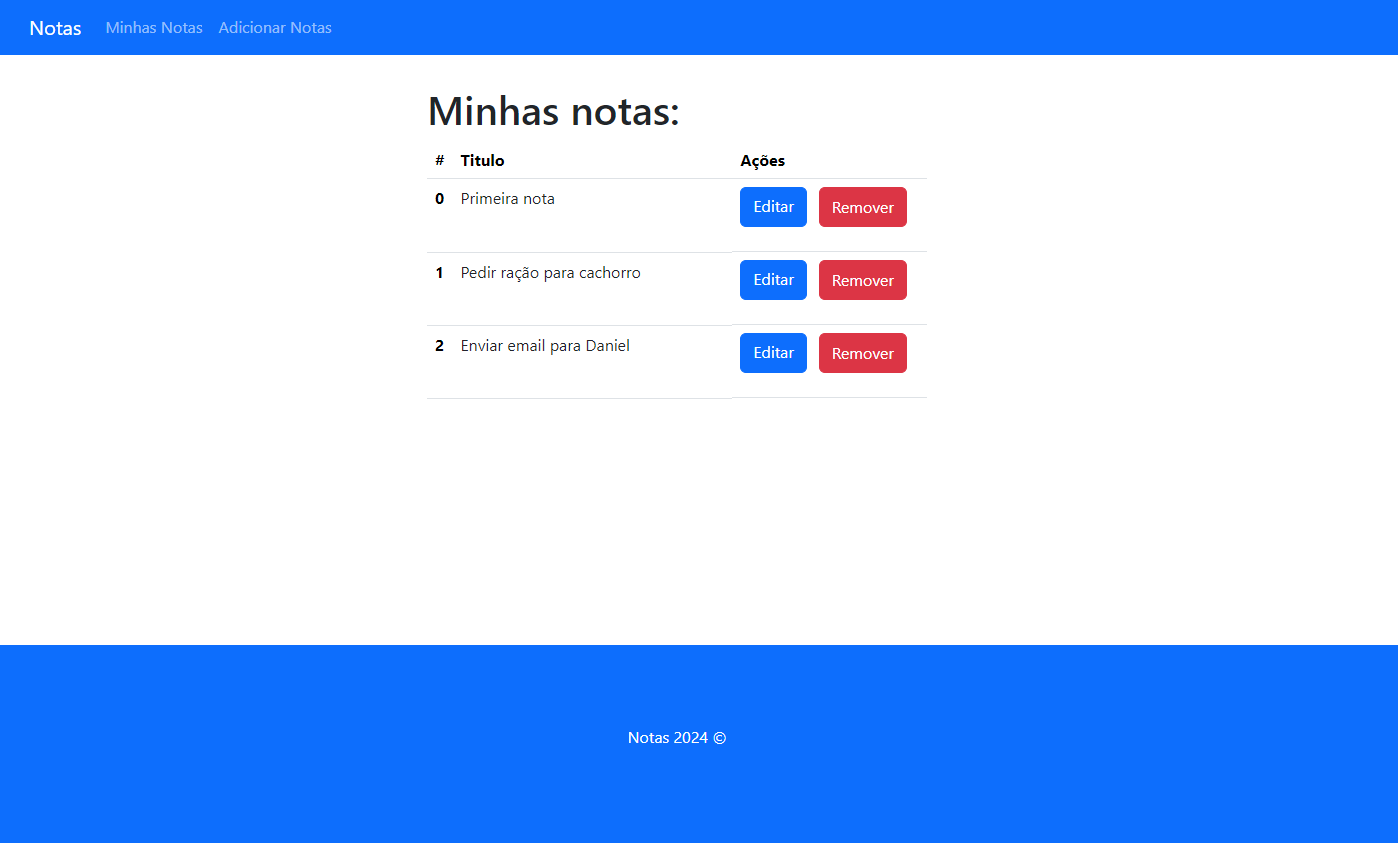 Notas Minhas Notas Adicionar Notas
Minhas notas:
# Titulo Ações
0 Primeira nota Editar Remover
1 Pedir ração para cachorro Editar Remover
2 Enviar email para Daniel Editar Remover
Notas 2024 ©